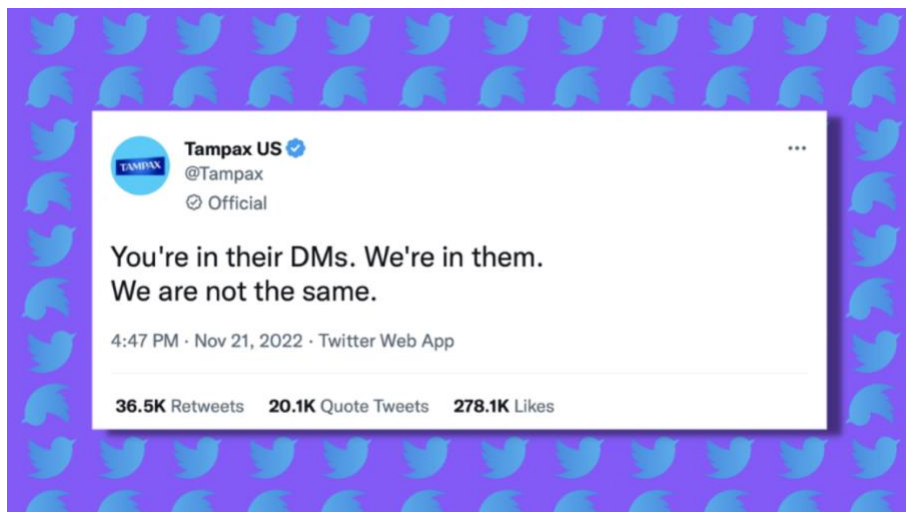 TAMPAX
Tampax US
@Tampax
Official
You're in their DMs. We're in them.
We are not the same.
4:47 PM · Nov 21, 2022 · Twitter Web App
36.5K Retweets 20.1K Quote Tweets 278.1K Likes